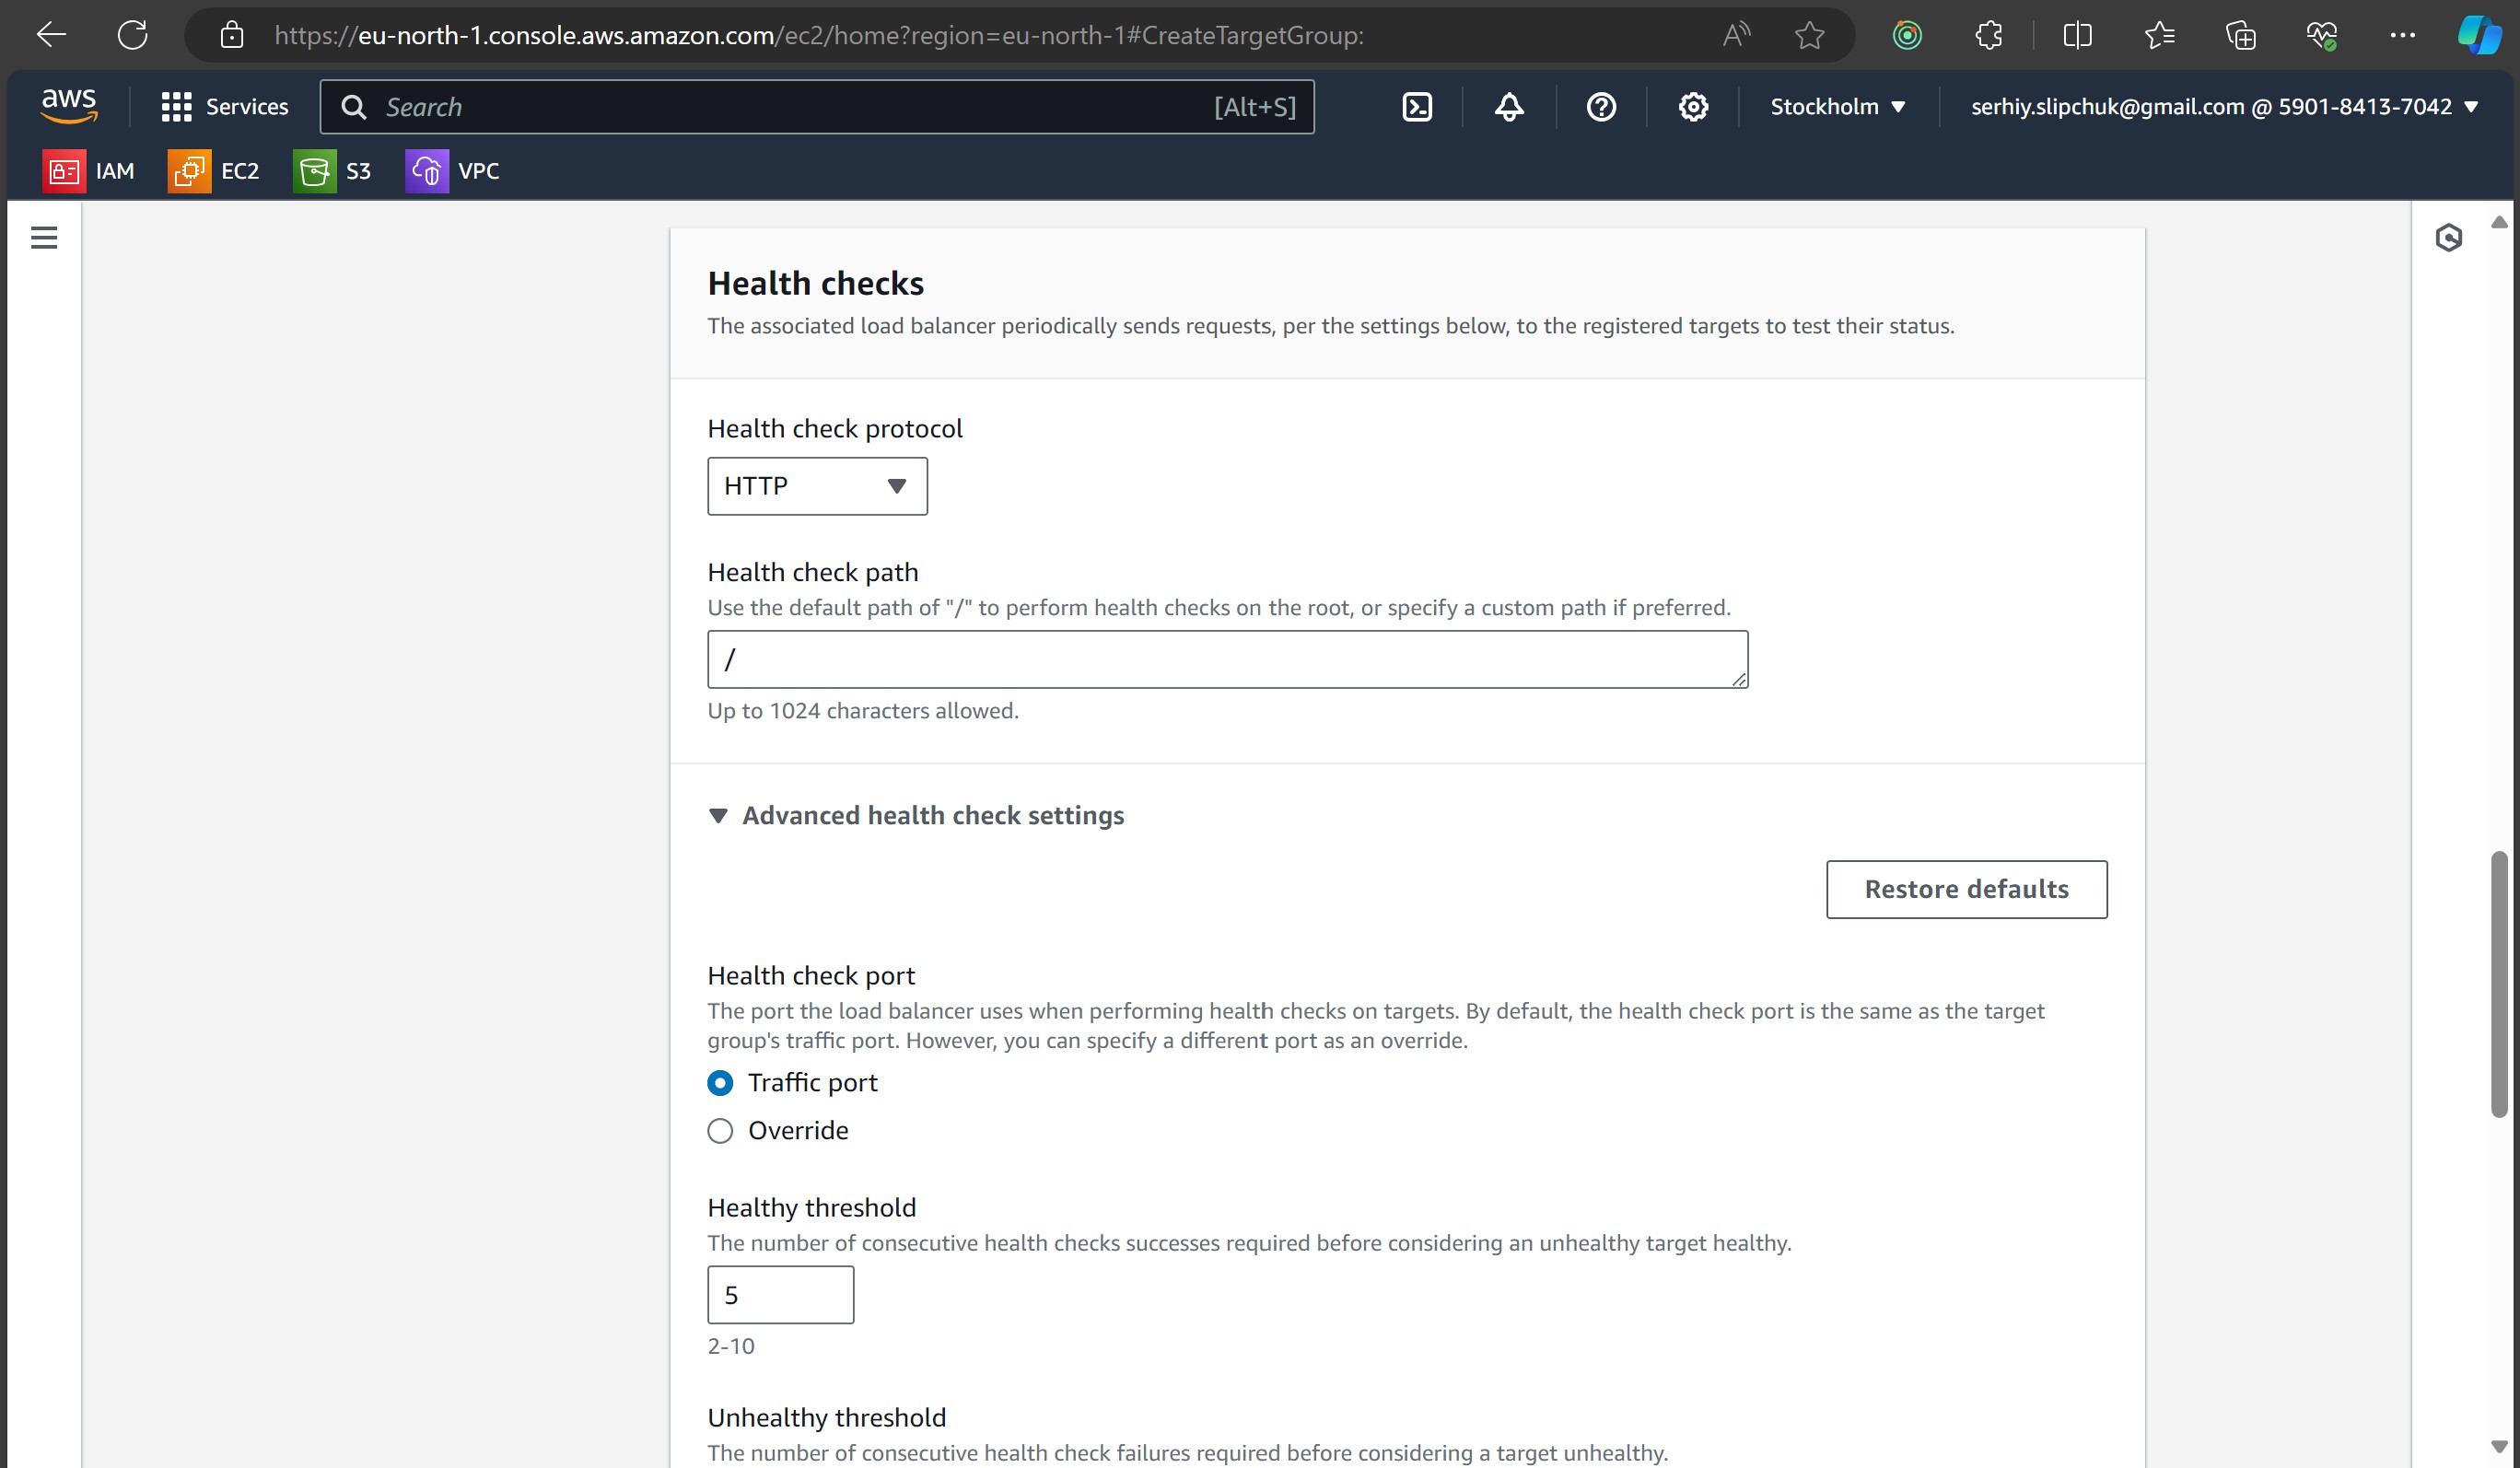 https://eu-north-1.console.aws.amazon.com/ec2/home?region=eu-north-1#CreateTargetGroup:
aws
Services
Search
[Alt+S]
Stockholm
serhiy.slipchuk@gmail.com @ 5901-8413-7042
IAM
EC2
S3
VPC
Health checks
The associated load balancer periodically sends requests, per the settings below, to the registered targets to test their status.
Health check protocol
HTTP
Health check path
Use the default path of "/" to perform health checks on the root, or specify a custom path if preferred.
/
Up to 1024 characters allowed.
Advanced health check settings
Restore defaults
Health check port
The port the load balancer uses when performing health checks on targets. By default, the health check port is the same as the target
group's traffic port. However, you can specify a different port as an override.
Traffic port
Override
Healthy threshold
The number of consecutive health checks successes required before considering an unhealthy target healthy.
5
2-10
Unhealthy threshold
The number of consecutive health check failures required before considering a target unhealthy.